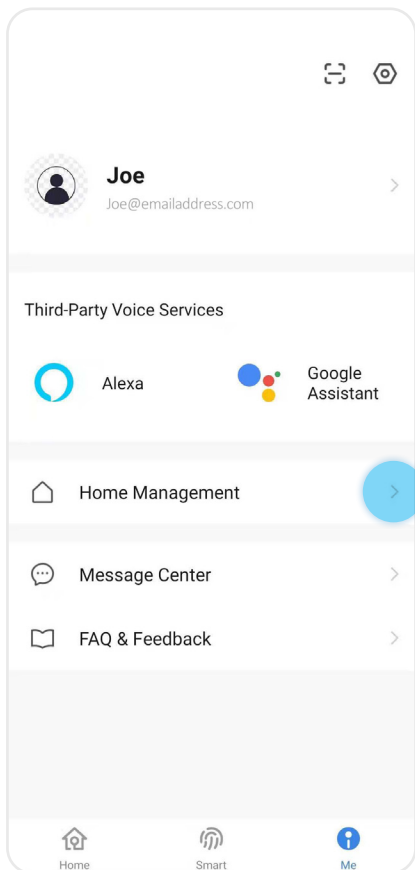 Joe
Joe@emailaddress.com
Third-Party Voice Services
Alexa
Google
Assistant
Home Management
Message Center
FAQ & Feedback
Home
Smart
Me